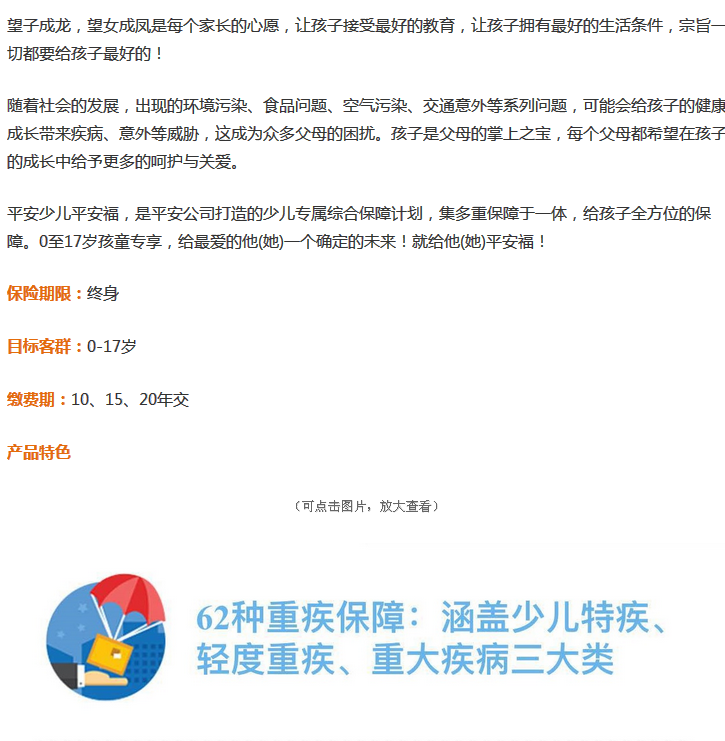 望子成龙，望女成凤是每个家长的心愿，让孩子接受最好的教育，让孩子拥有最好的生活条件，宗旨一
切都要给孩子最好的！
随着社会的发展，出现的环境污染、食品问题、空气污染、交通意外等系列问题，可能会给孩子的健康
成长带来疾病、意外等威胁，这成为众多父母的困扰。孩子是父母的掌上之宝，每个父母都希望在孩子
的成长中给予更多的呵护与关爱。
平安少儿平安福，是平安公司打造的少儿专属综合保障计划，集多重保障于一体，给孩子全方位的保
障。0至17岁孩童专享，给最爱的他(她)一个确定的未来！就给他(她)平安福！
保险期限：终身
目标客群：0-17岁
缴费期：10、15、20年交
产品特色
（可点击图片，放大查看）
62种重疾保障：涵盖少儿特疾、
轻度重疾、重大疾病三大类